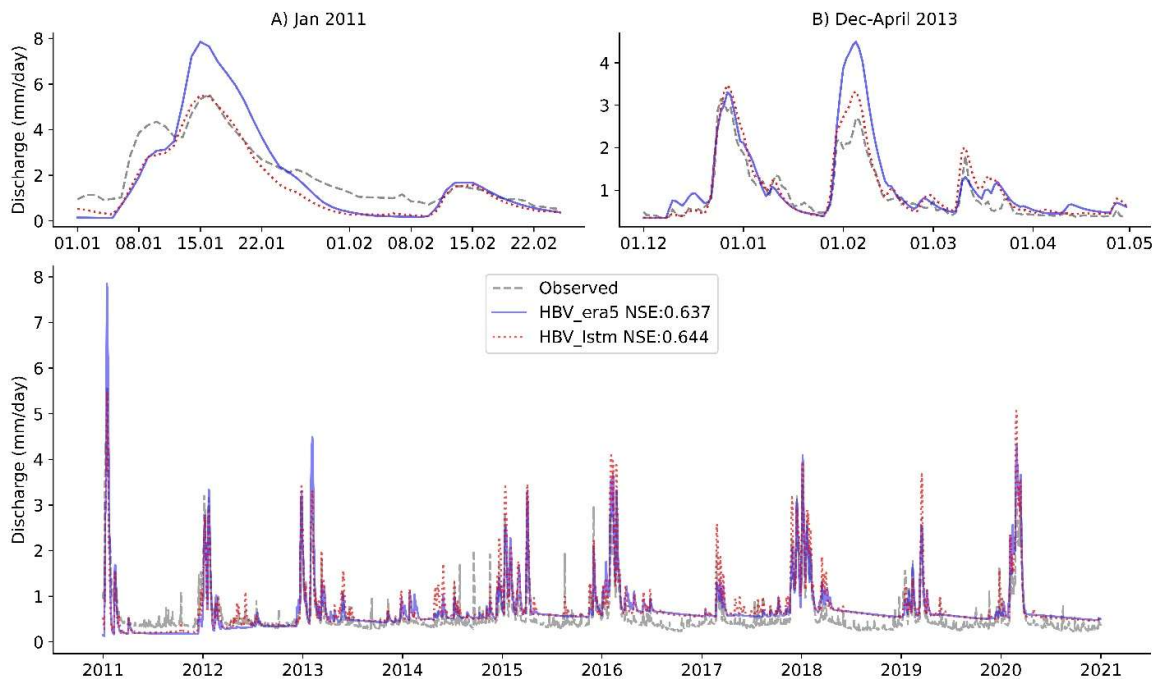 A) Jan 2011
B) Dec-April 2013
Discharge (mm/day)
8
6
4
2
0
01.01 08.01 15.01 22.01 01.02 08.02 15.02 22.02
4
3
2
1
01.12 01.01 01.02 01.03 01.04 01.05
Discharge (mm/day)
8
7
6
5
4
3
2
1
0
Observed
HBV_era5 NSE:0.637
HBV_lstm NSE:0.644
2011 2012 2013 2014 2015 2016 2017 2018 2019 2020 2021